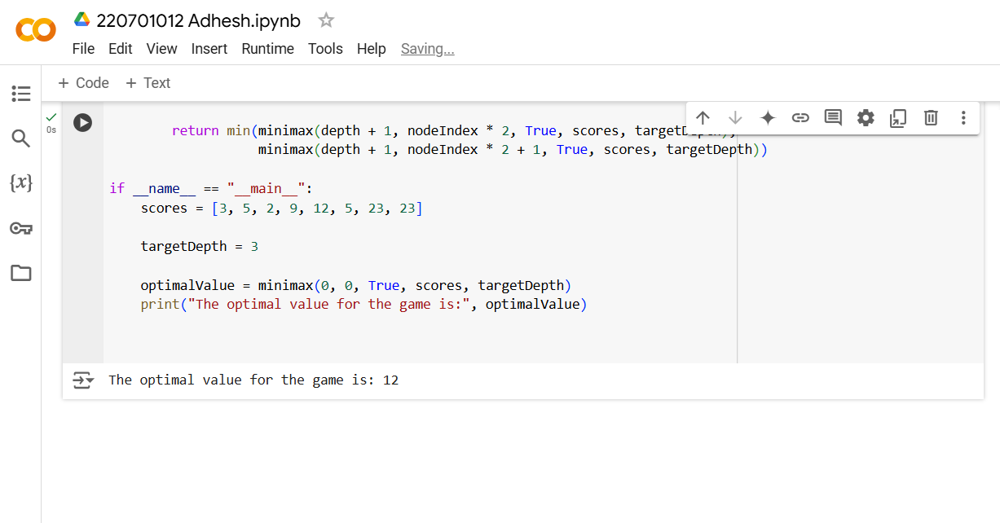 220701012 Adhesh.ipynb
File Edit View Insert Runtime Tools Help Saving...
+ Code + Text
0s
return min(minimax(depth + 1, nodeIndex * 2, True, scores,
minimax(depth + 1, nodeIndex * 2 + 1, True, scores, targetDepth))
if __name__ == "__main__":
scores = [3, 5, 2, 9, 12, 5, 23, 23]
targetDepth = 3
optimalValue = minimax(0, 0, True, scores, targetDepth)
print("The optimal value for the game is:", optimalValue)
The optimal value for the game is: 12